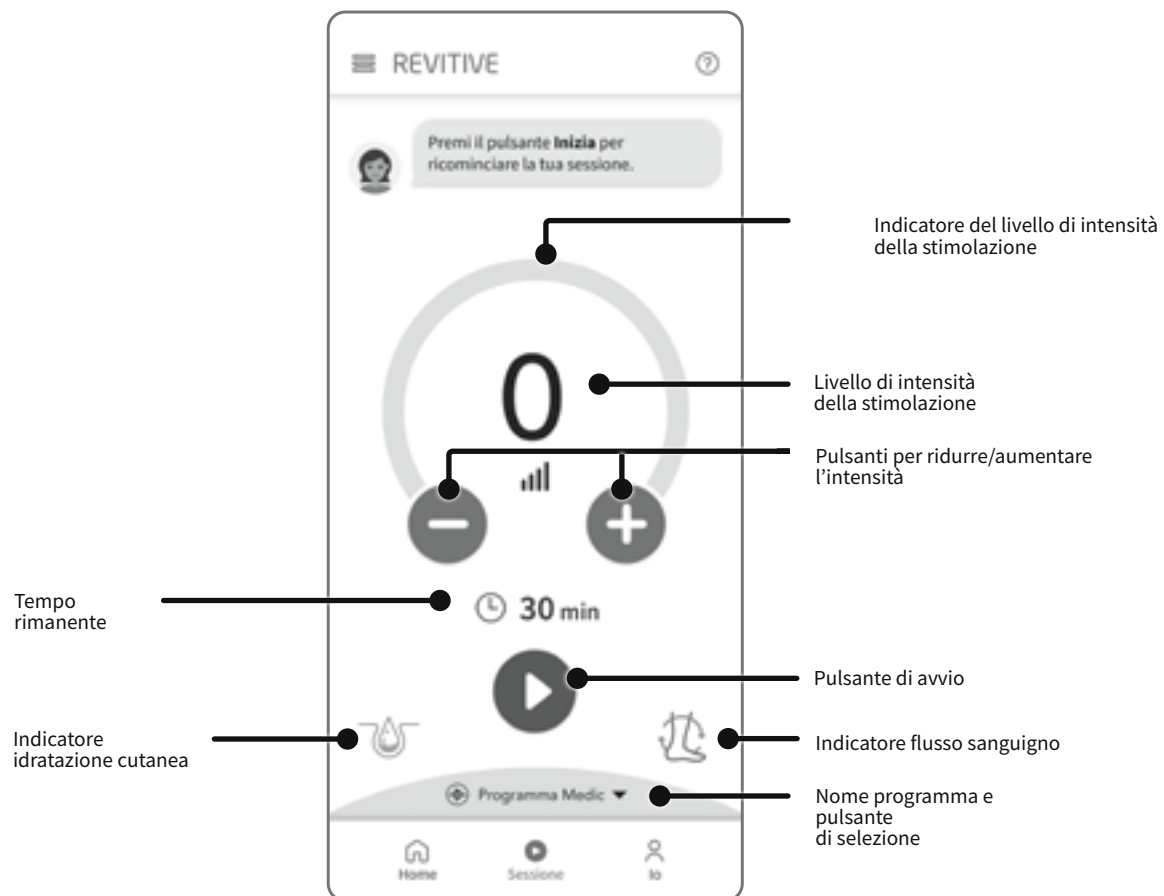 REVITIVE
?
Premi il pulsante Inizia per
ricominciare la tua sessione.
Indicatore del livello di intensità
della stimolazione
0
Livello di intensità
della stimolazione
Pulsanti per ridurre/aumentare
l’intensità
Tempo
rimanente
30 min
Pulsante di avvio
Indicatore
idratazione cutanea
Indicatore flusso sanguigno
Programma Medic
Nome programma e
pulsante
di selezione
Home
Sessione
Io